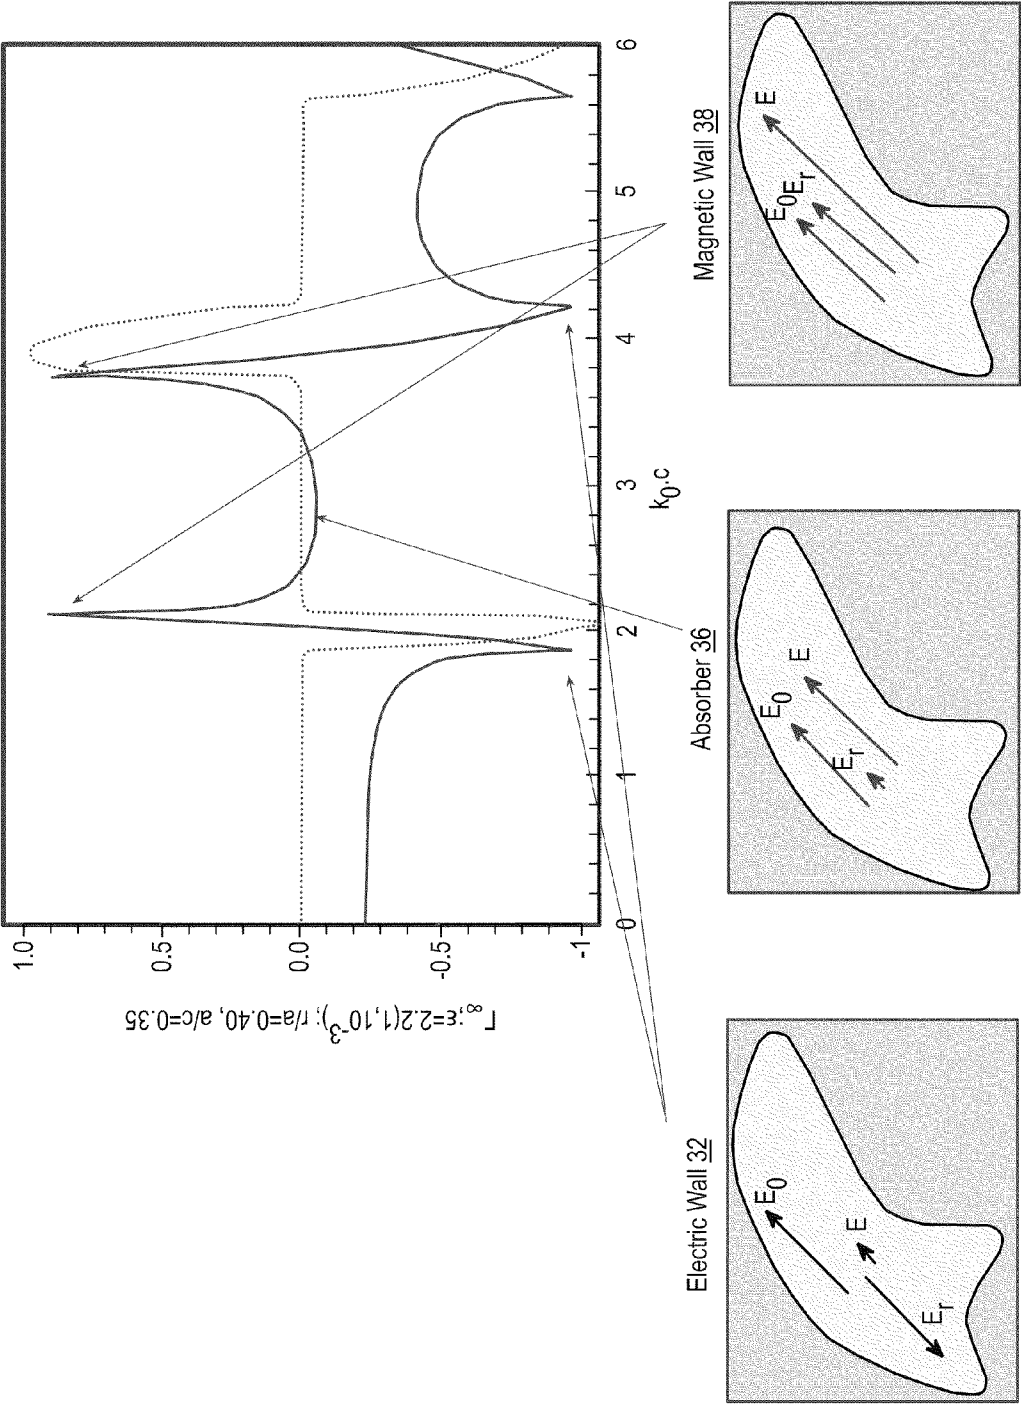 Γ∞;ε=2.2(1,10⁻³); r/a=0.40, a/c=0.35
1.0
0.5
0.0
-0.5
-1
0
1
2
3
4
5
6
k₀.c
Electric Wall 32
Absorber 36
Magnetic Wall 38
E₀
E
Eᵣ
E₀
E
Eᵣ
E₀Eᵣ
E